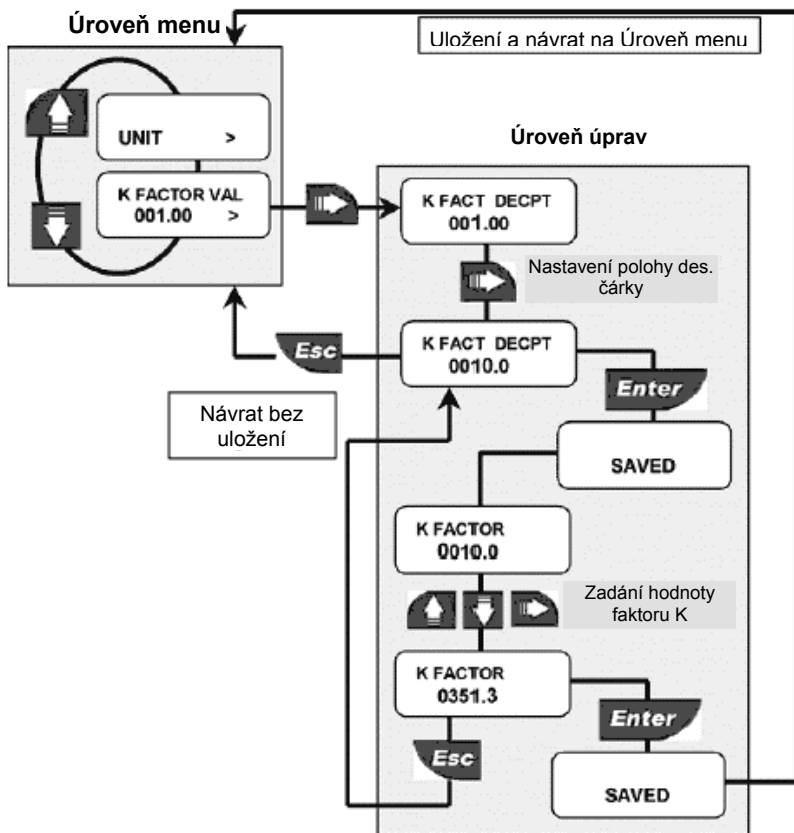 Úroveň menu
Uložení a návrat na Úroveň menu
UNIT >
K FACTOR VAL
001.00 >
Úroveň úprav
K FACT DECPT
001.00
Nastavení polohy des.
čárky
Esc
K FACT DECPT
0010.0
Enter
Návrat bez
uložení
SAVED
K FACTOR
0010.0
Zadání hodnoty
faktoru K
K FACTOR
0351.3
Enter
Esc
SAVED